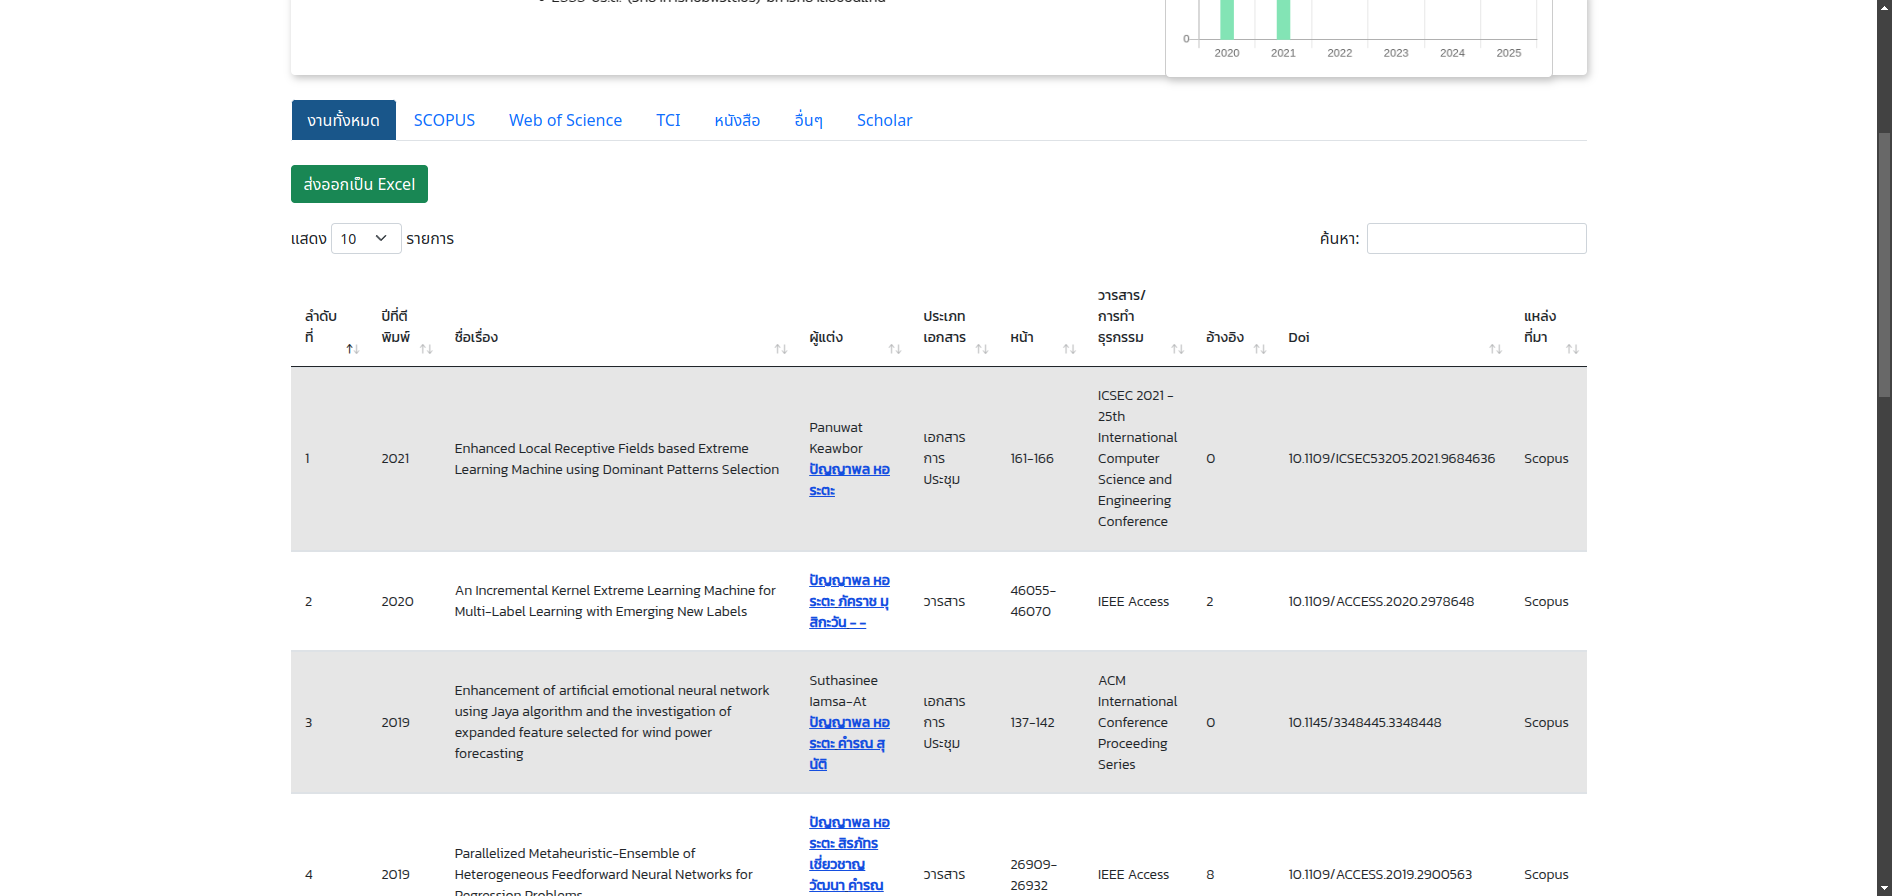 0
2020 2021 2022 2023 2024 2025
งานทั้งหมด SCOPUS Web of Science TCI หนังสือ อื่นๆ Scholar
ส่งออกเป็น Excel
แสดง 10 รายการ ค้นหา:
ลำดับ
ที่
ปีที่ตี
พิมพ์
ชื่อเรื่อง
ผู้แต่ง
ประเภท
เอกสาร
หน้า
วารสาร/
การทำ
ธุรกรรม
อ้างอิง
Doi
แหล่ง
ที่มา
1
2021
Enhanced Local Receptive Fields based Extreme
Learning Machine using Dominant Patterns Selection
Panuwat
Keawbor
ปัญญาพล หอ
ระตะ
เอกสาร
การ
ประชุม
161-166
ICSEC 2021 -
25th
International
Computer
Science and
Engineering
Conference
0
10.1109/ICSEC53205.2021.9684636
Scopus
2
2020
An Incremental Kernel Extreme Learning Machine for
Multi-Label Learning with Emerging New Labels
ปัญญาพล หอ
ระตะ ภัคราช มุ
สิกะวัน - -
วารสาร
46055-
46070
IEEE Access
2
10.1109/ACCESS.2020.2978648
Scopus
3
2019
Enhancement of artificial emotional neural network
using Jaya algorithm and the investigation of
expanded feature selected for wind power
forecasting
Suthasinee
Iamsa-At
ปัญญาพล หอ
ระตะ คำรณ สุ
นัติ
เอกสาร
การ
ประชุม
137-142
ACM
International
Conference
Proceeding
Series
0
10.1145/3348445.3348448
Scopus
4
2019
Parallelized Metaheuristic-Ensemble of
Heterogeneous Feedforward Neural Networks for
Regression Problems
ปัญญาพล หอ
ระตะ สิรภัทร
เชี่ยวชาญ
วัฒนา คำรณ
วารสาร
26909-
26932
IEEE Access
8
10.1109/ACCESS.2019.2900563
Scopus